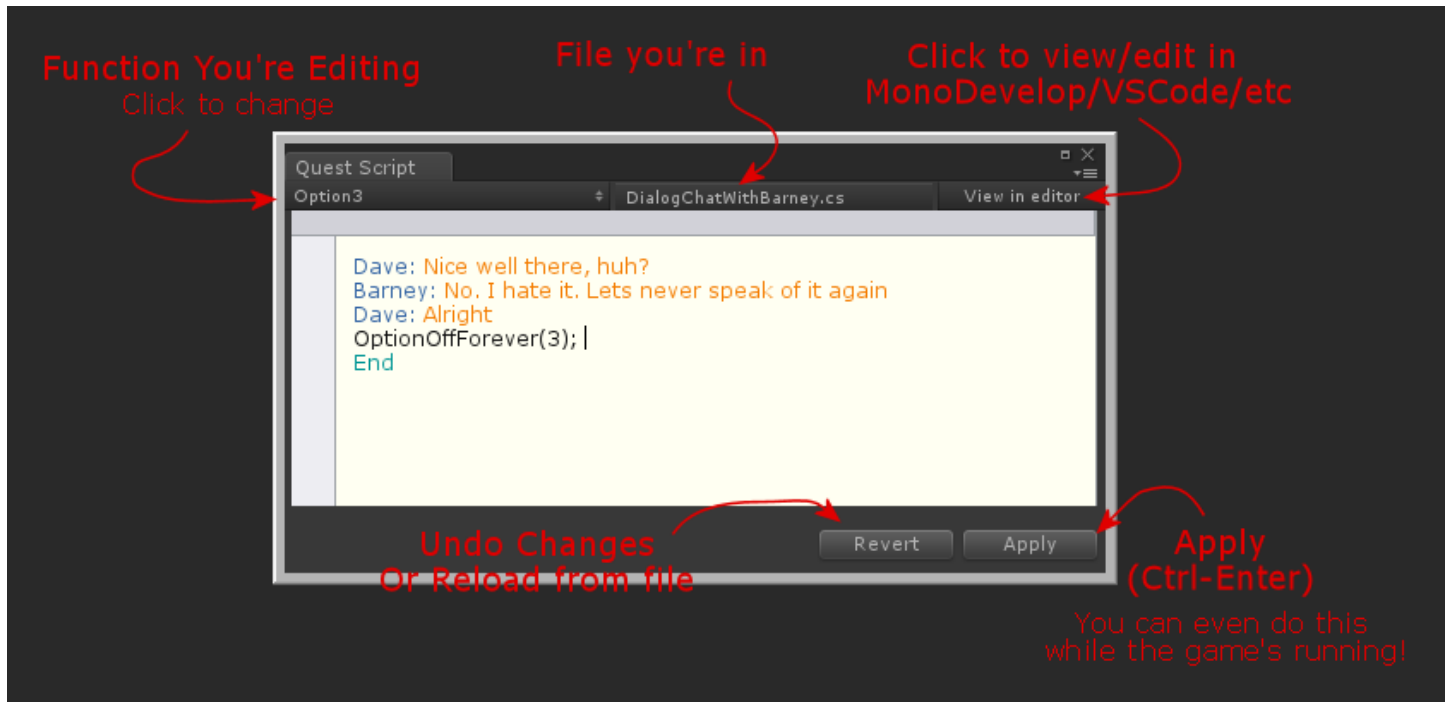 Function You're Editing
Click to change
File you're in
Click to view/edit in
MonoDevelop/VSCode/etc
Quest Script
Option3
DialogChatWithBarney.cs
View in editor
Dave: Nice well there, huh?
Barney: No. I hate it. Lets never speak of it again
Dave: Alright
OptionOffForever(3);
End
Undo Changes
Or Reload from file
Revert
Apply
Apply
(Ctrl-Enter)
You can even do this
while the game's running!